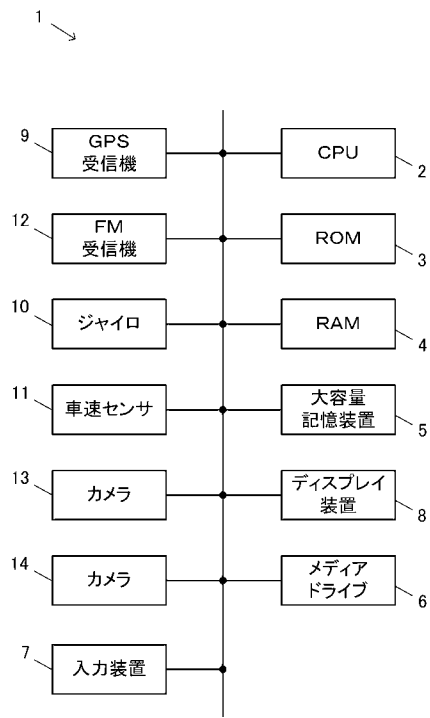 1
9
GPS
受信機
CPU
2
12
FM
受信機
ROM
3
10
ジャイロ
RAM
4
11
車速センサ
大容量
記憶装置
5
13
カメラ
ディスプレイ
装置
8
14
カメラ
メディア
ドライブ
6
7
入力装置